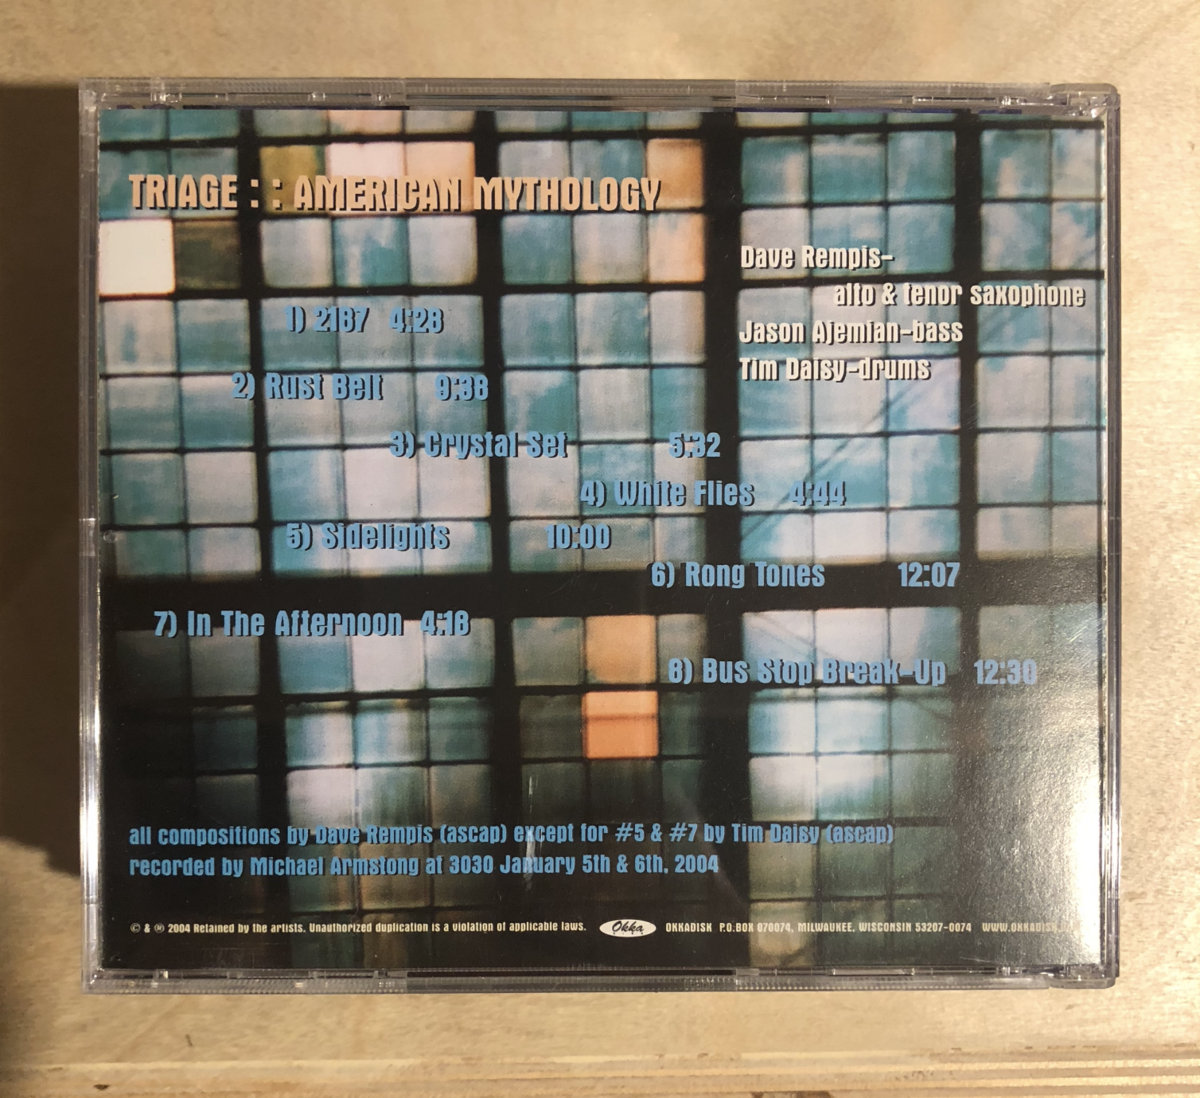 TRIAGE : : AMERICAN MYTHOLOGY
Dave Rempis-
alto & tenor saxophone
Jason Ajemian-bass
Tim Daisy-drums
1) 2187 4:28
2) Rust Belt 9:38
3) Crystal Set 5:32
4) White Flies 4:44
5) Sidelights 10:00
6) Rong Tones 12:07
7) In The Afternoon 4:18
8) Bus Stop Break-Up 12:30
all compositions by Dave Rempis (ascap) except for #5 & #7 by Tim Daisy (ascap)
recorded by Michael Armstong at 3030 January 5th & 6th, 2004
© & ® 2004 Retained by the artists. Unauthorized duplication is a violation of applicable laws. Okka OKKADISK P.O.BOX 070074, MILWAUKEE, WISCONSIN 53207-0074